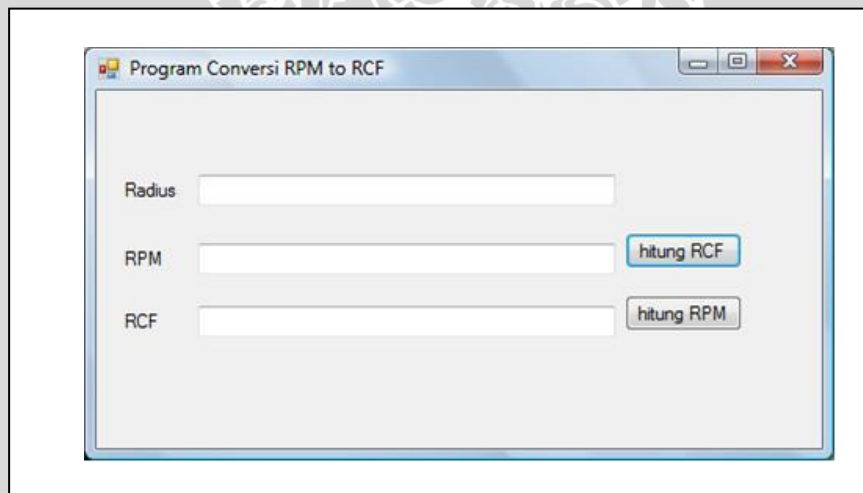 Program Conversi RPM to RCF
Radius
RPM
hitung RCF
RCF
hitung RPM